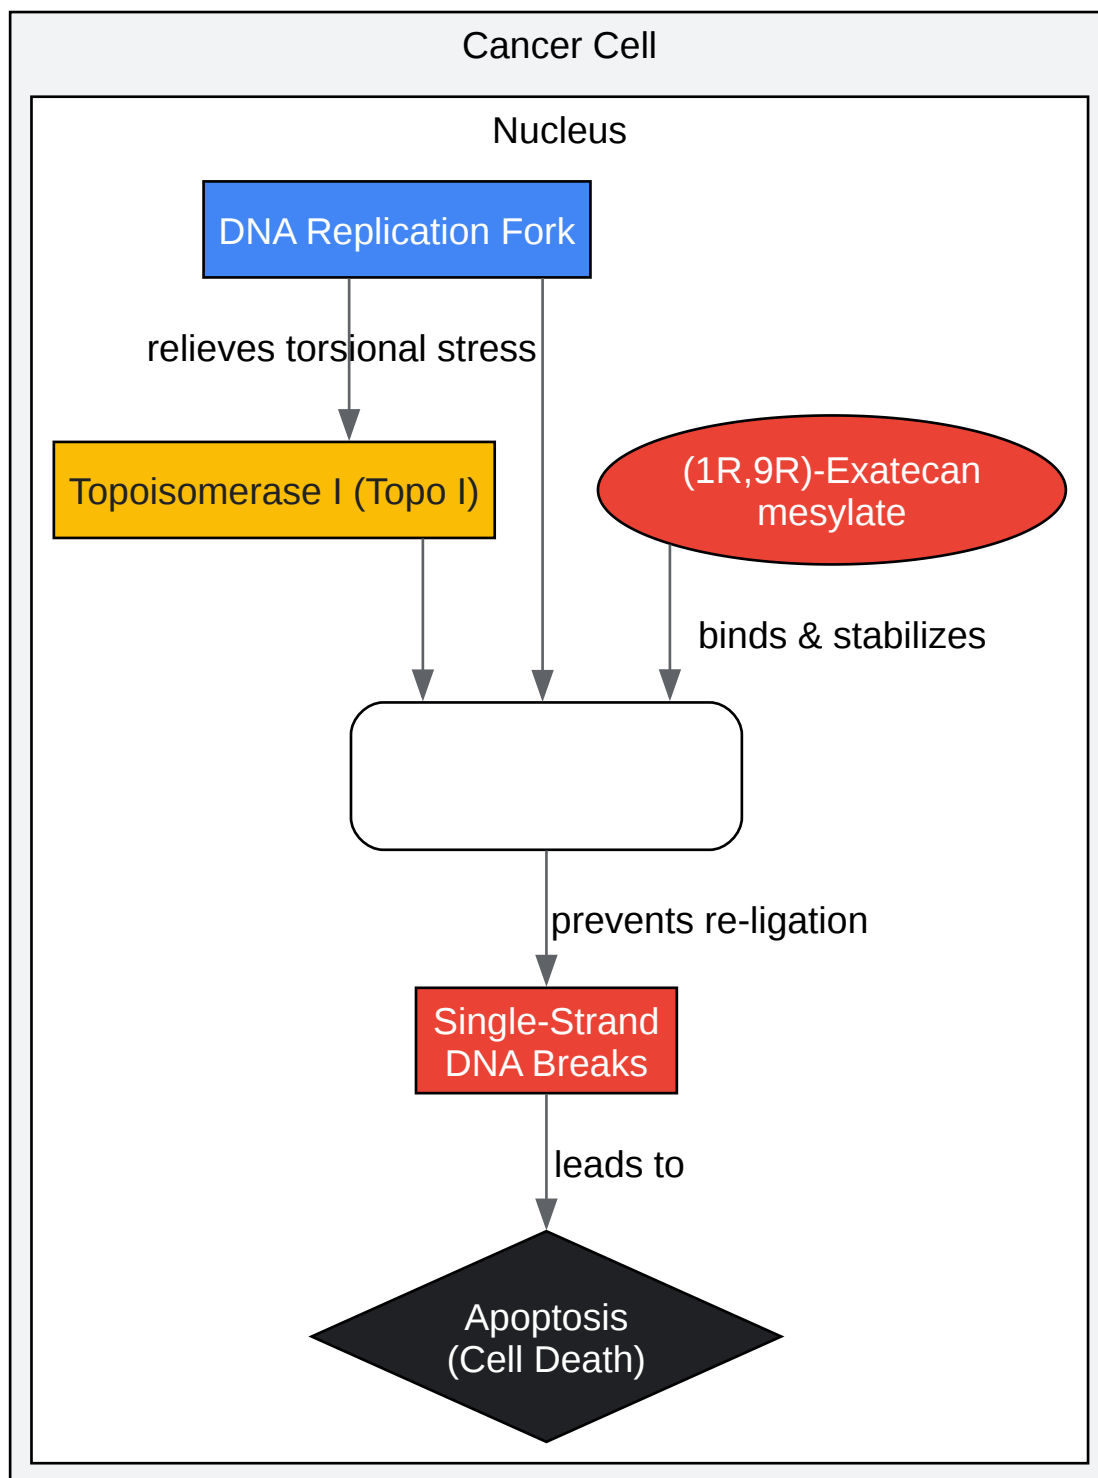 Cancer Cell
Nucleus
DNA Replication Fork
relieves torsional stress
Topoisomerase I (Topo I)
(1R,9R)-Exatecan
mesylate
binds & stabilizes
prevents re-ligation
Single-Strand
DNA Breaks
leads to
Apoptosis
(Cell Death)